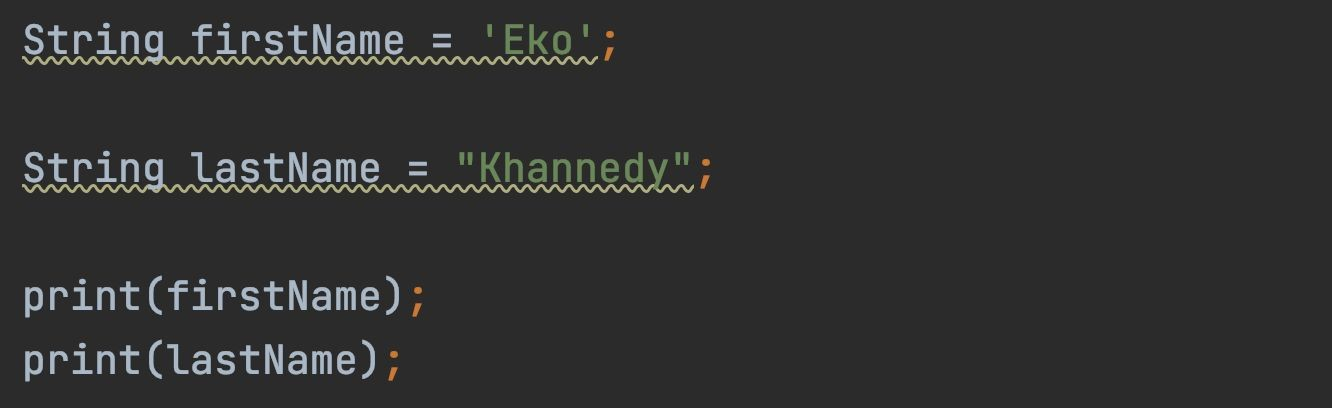 String firstName = 'Eko';
String lastName = "Khannedy";
print(firstName);
print(lastName);